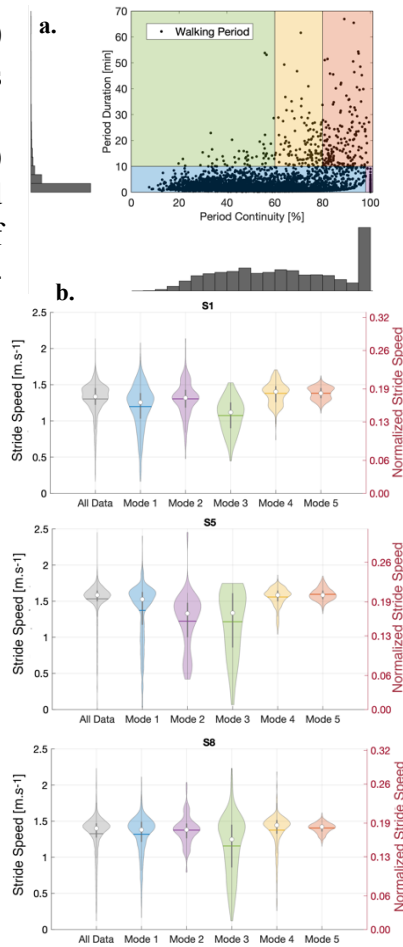 a.
Walking Period
Period Duration [min]
70
60
50
40
30
20
10
0
0 20 40 60 80 100
Period Continuity [%]
b.
S1
Stride Speed [m.s-1]
2.5
2
1.5
1
0.5
0
0.32
0.26
0.19
0.13
0.06
0.00
Normalized Stride Speed
All Data Mode 1 Mode 2 Mode 3 Mode 4 Mode 5
S5
Stride Speed [m.s-1]
2.5
2
1.5
1
0.5
0
0.26
0.19
0.13
0.06
0.00
Normalized Stride Speed
All Data Mode 1 Mode 2 Mode 3 Mode 4 Mode 5
S8
Stride Speed [m.s-1]
2.5
2
1.5
1
0.5
0
0.32
0.26
0.19
0.13
0.06
0.00
Normalized Stride Speed
All Data Mode 1 Mode 2 Mode 3 Mode 4 Mode 5